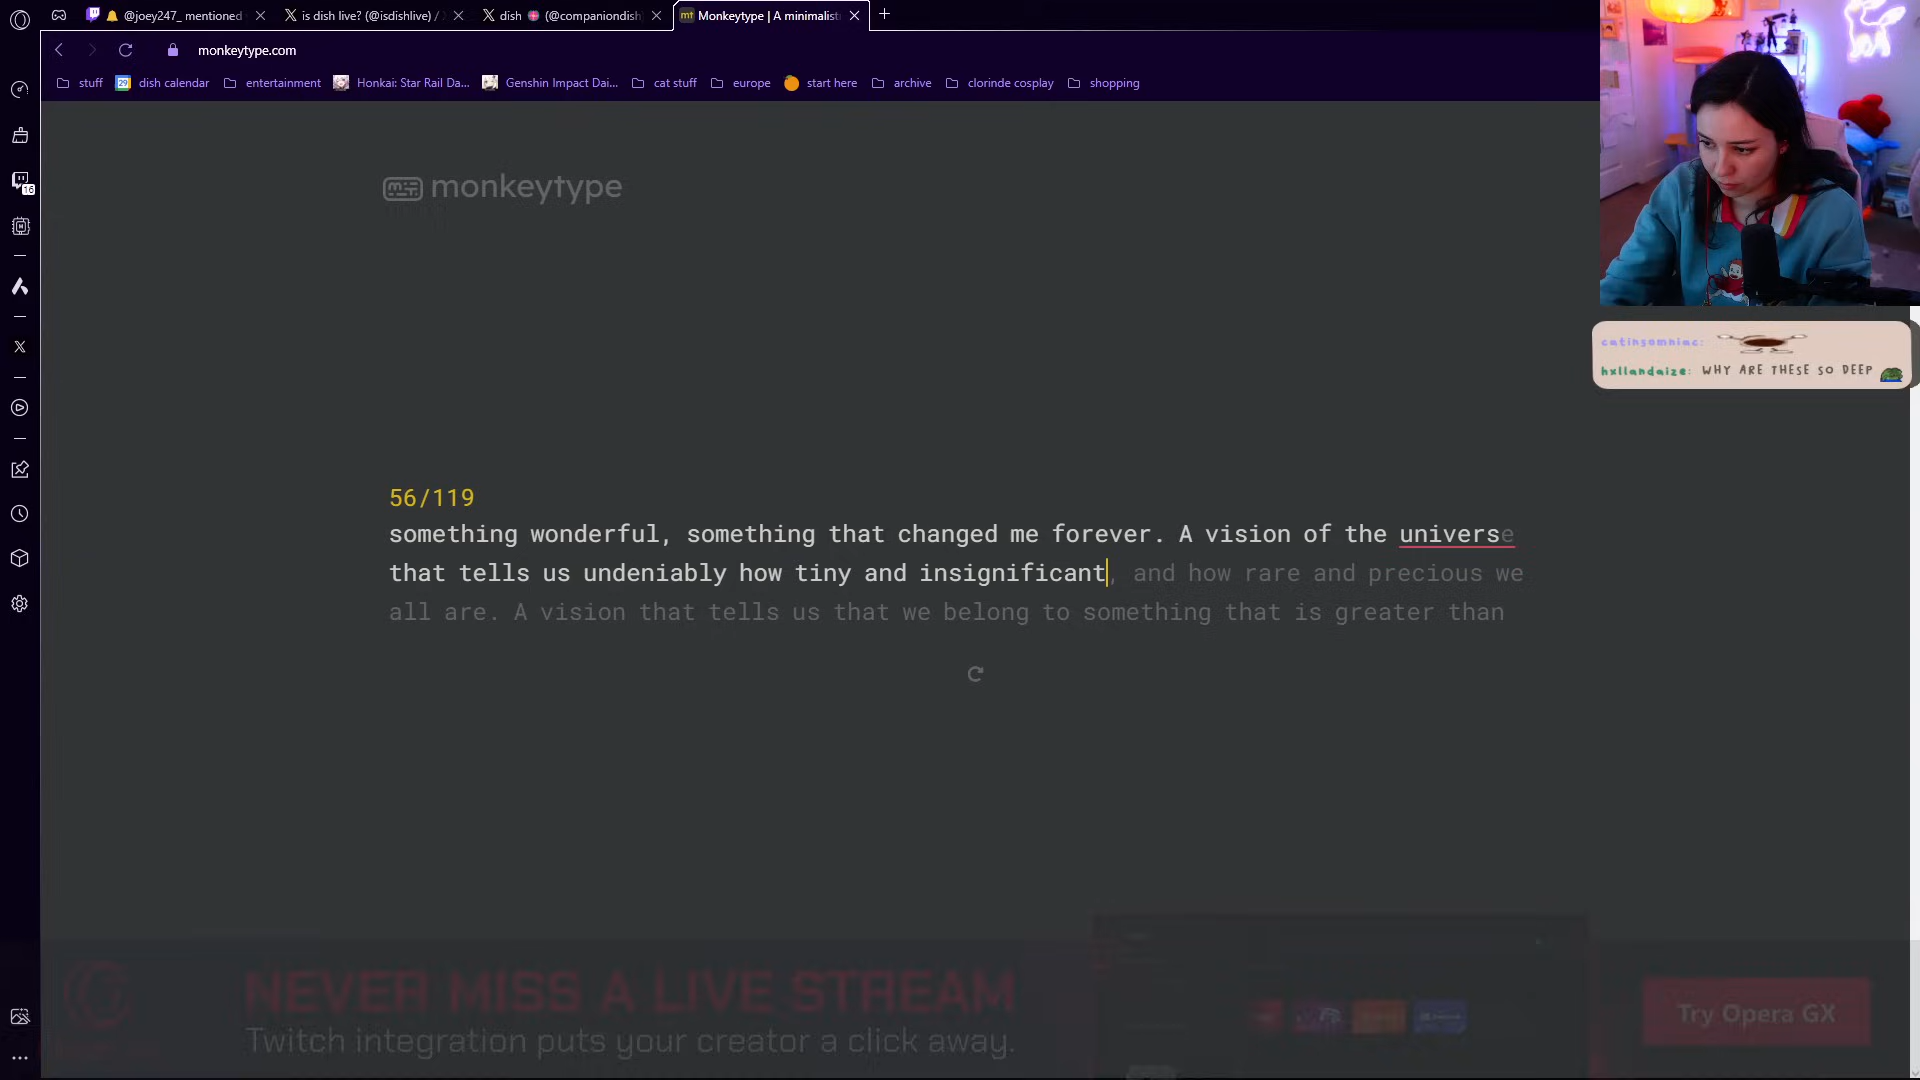 @joey247_ mentioned
is dish live? (@isdishlive) /
dish (@companiondish
Monkeytype | A minimalist
monkeytype.com
stuff
29
dish calendar
entertainment
Honkai: Star Rail Da...
Genshin Impact Dai...
cat stuff
europe
start here
archive
clorinde cosplay
shopping
16
monkeytype
catinsomniac:
hxllandaize: WHY ARE THESE SO DEEP
56/119
something wonderful, something that changed me forever. A vision of the universe
that tells us undeniably how tiny and insignificant, and how rare and precious we
all are. A vision that tells us that we belong to something that is greater than
NEVER MISS A LIVE STREAM
Twitch integration puts your creator a click away.
Try Opera GX